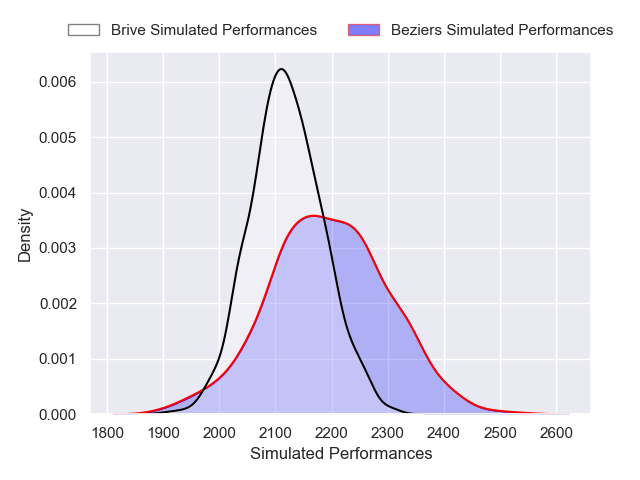 Brive Simulated Performances Beziers Simulated Performances
0.006
0.005
0.004
0.003
0.002
0.001
0.000
Density
1800 1900 2000 2100 2200 2300 2400 2500 2600
Simulated Performances